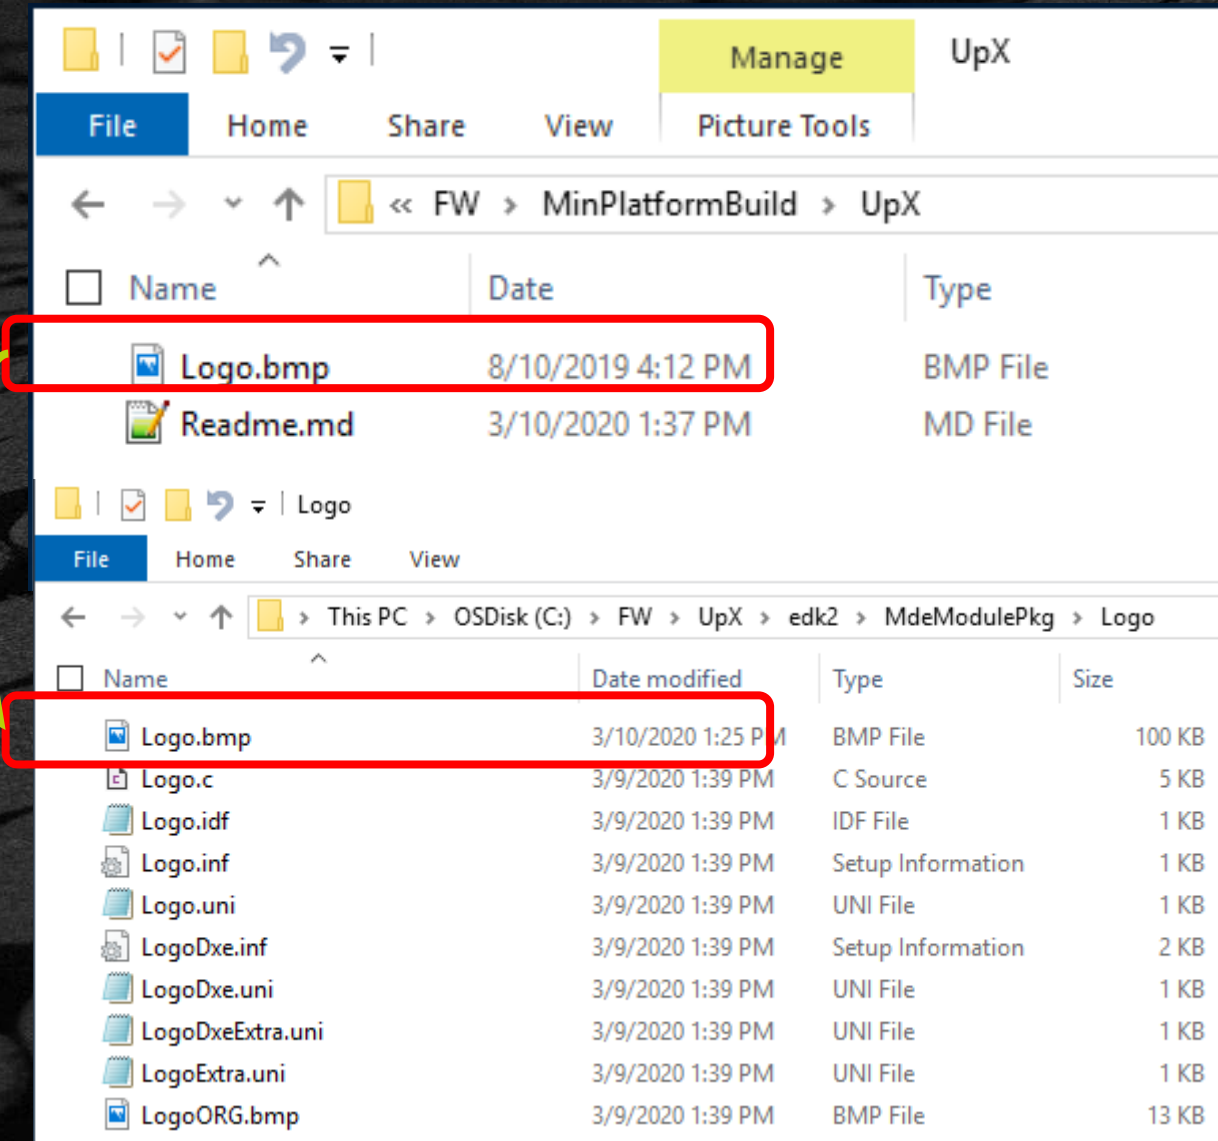 Manage UpX
File Home Share View Picture Tools
« FW > MinPlatformBuild > UpX
Name Date Type
Logo.bmp 8/10/2019 4:12 PM BMP File
Readme.md 3/10/2020 1:37 PM MD File
Logo
File Home Share View
> This PC > OSDisk (C:) > FW > UpX > edk2 > MdeModulePkg > Logo
Name Date modified Type Size
Logo.bmp 3/10/2020 1:25 PM BMP File 100 KB
Logo.c 3/9/2020 1:39 PM C Source 5 KB
Logo.idf 3/9/2020 1:39 PM IDF File 1 KB
Logo.inf 3/9/2020 1:39 PM Setup Information 1 KB
Logo.uni 3/9/2020 1:39 PM UNI File 1 KB
LogoDxe.inf 3/9/2020 1:39 PM Setup Information 2 KB
LogoDxe.uni 3/9/2020 1:39 PM UNI File 1 KB
LogoDxeExtra.uni 3/9/2020 1:39 PM UNI File 1 KB
LogoExtra.uni 3/9/2020 1:39 PM UNI File 1 KB
LogoORG.bmp 3/9/2020 1:39 PM BMP File 13 KB